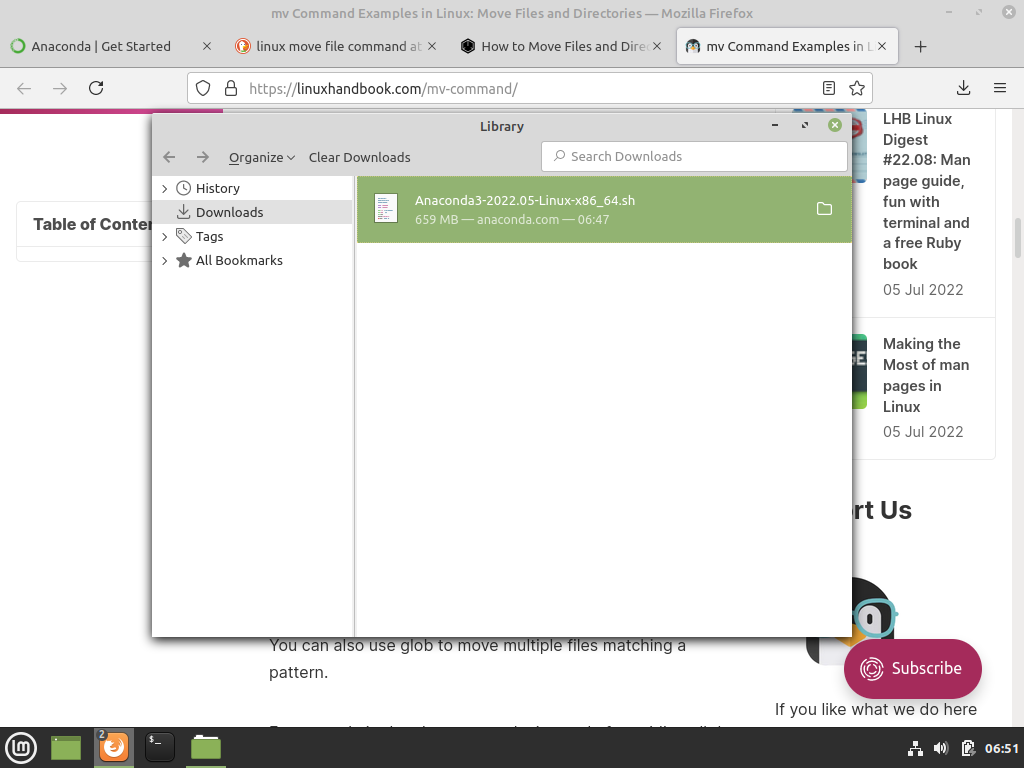 mv Command Examples in Linux: Move Files and Directories — Mozilla Firefox
Anaconda | Get Started
linux move file command at
How to Move Files and Dire
mv Command Examples in L
https://linuxhandbook.com/mv-command/
Library
Organize
Clear Downloads
Search Downloads
History
Downloads
Tags
All Bookmarks
Anaconda3-2022.05-Linux-x86_64.sh
659 MB — anaconda.com — 06:47
Table of Conter
LHB Linux
Digest
#22.08: Man
page guide,
fun with
terminal and
a free Ruby
book
05 Jul 2022
Making the
Most of man
pages in
Linux
05 Jul 2022
ort Us
You can also use glob to move multiple files matching a
pattern.
Subscribe
If you like what we do here
2
06:51